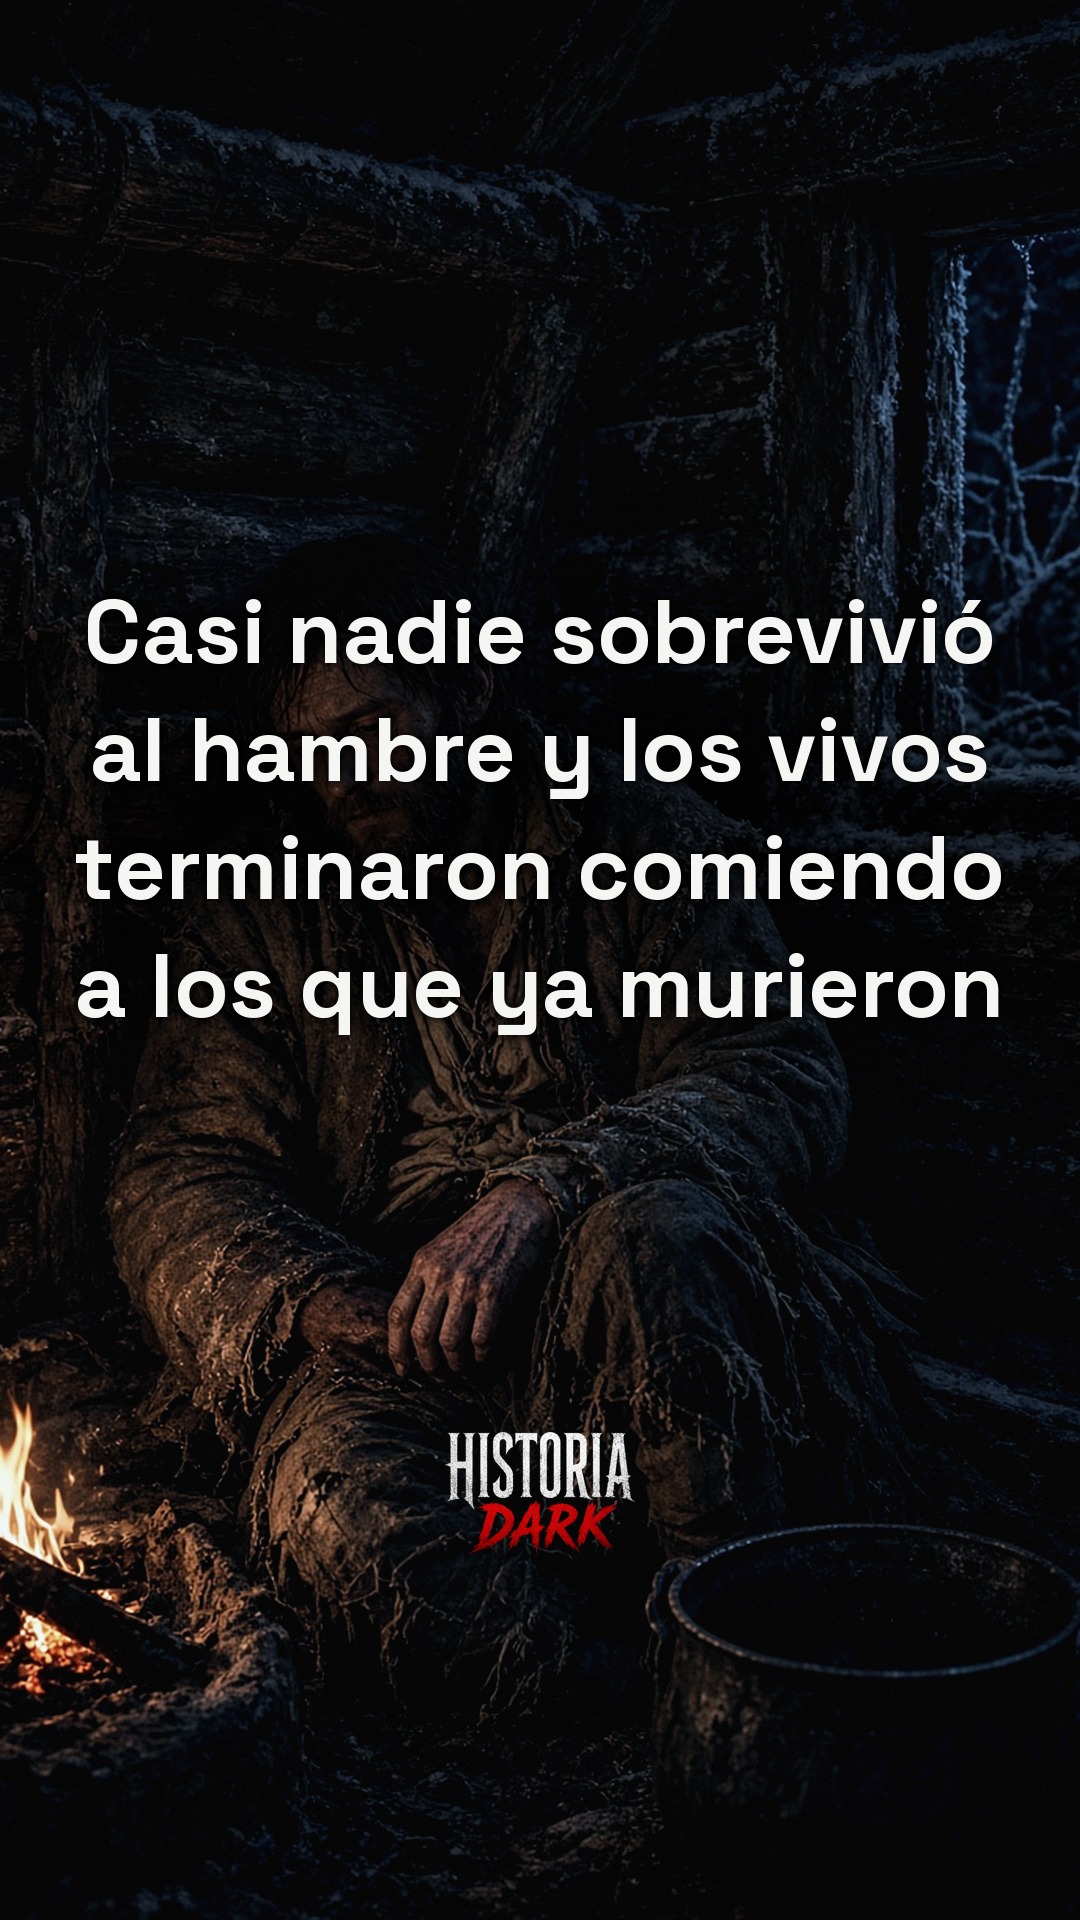 Casi nadie sobrevivió
al hambre y los vivos
terminaron comiendo
a los que ya murieron
HISTORIA
DARK